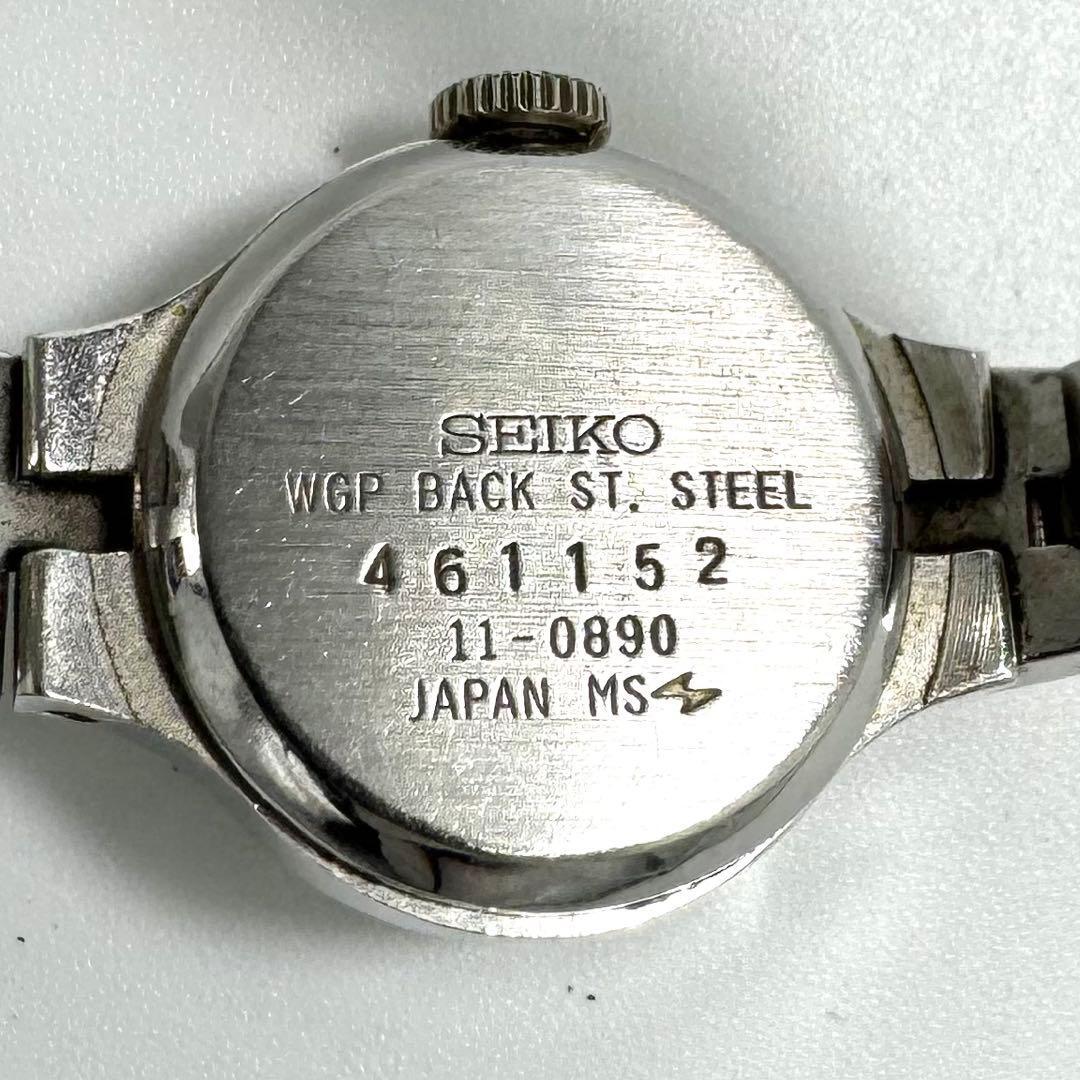 SEIKO
WGP BACK ST. STEEL
461152
11-0890
JAPAN MS